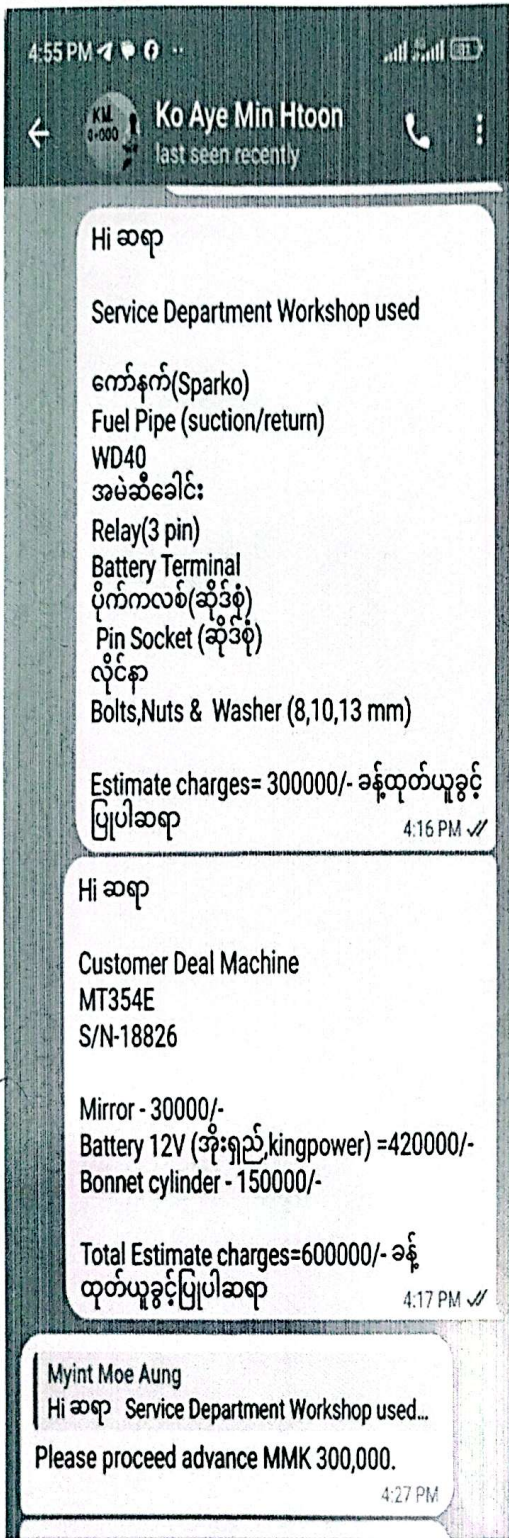 4:55 PM
81
KM
0+000
Ko Aye Min Htoon
last seen recently
Hi ဆရာ
Service Department Workshop used
ကော်နက်(Sparko)
Fuel Pipe (suction/return)
WD40
အမဲဆီခေါင်း
Relay(3 pin)
Battery Terminal
ပိုက်ကလစ်(ဆိုဒ်စုံ)
Pin Socket (ဆိုဒ်စုံ)
လိုင်နာ
Bolts,Nuts & Washer (8,10,13 mm)
Estimate charges= 300000/- ခန့်ထုတ်ယူခွင့်
ပြုပါဆရာ
4:16 PM
Hi ဆရာ
Customer Deal Machine
MT354E
S/N-18826
Mirror - 30000/-
Battery 12V (အိုးရှည်,kingpower) =420000/-
Bonnet cylinder - 150000/-
Total Estimate charges=600000/- ခန့်
ထုတ်ယူခွင့်ပြုပါဆရာ
4:17 PM
Myint Moe Aung
Hi ဆရာ Service Department Workshop used...
Please proceed advance MMK 300,000.
4:27 PM